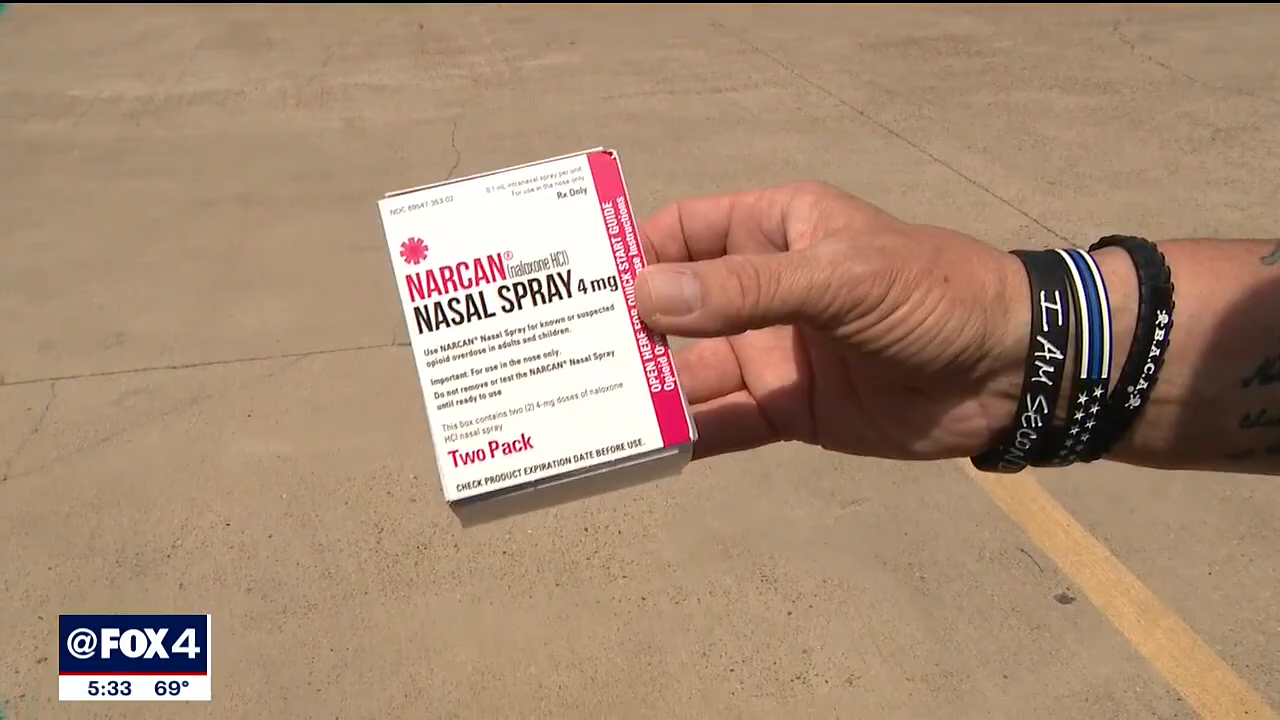 NDC 69547-353-02
0.1 mL intranasal spray per unit
For use in the nose only
Rx Only
NARCAN® (naloxone HCl)
NASAL SPRAY 4 mg
Use NARCAN® Nasal Spray for known or suspected
opioid overdose in adults and children.
Important: For use in the nose only.
Do not remove or test the NARCAN® Nasal Spray
until ready to use
This box contains two (2) 4-mg doses of naloxone
HCl nasal spray
Two Pack
CHECK PRODUCT EXPIRATION DATE BEFORE USE.
OPEN HERE FOR QUICK START GUIDE
Opioid Instructions
I AM SECOND
B.A.C.A.
@FOX4
5:33 69°